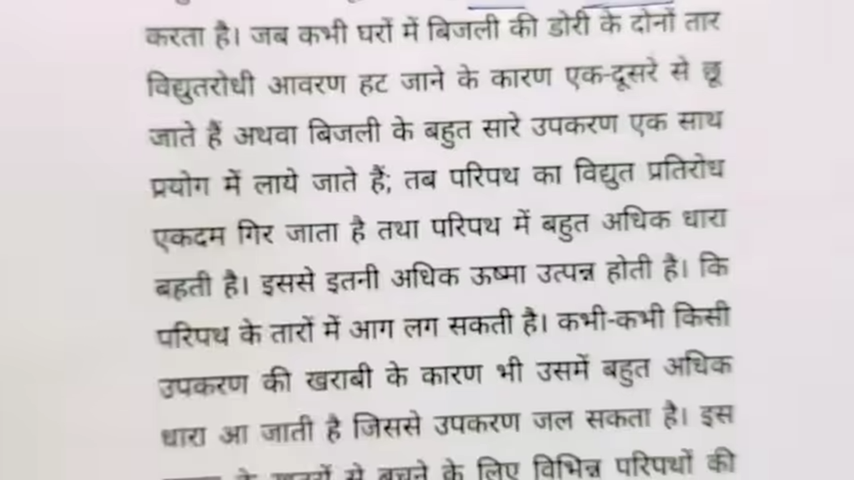 करता है। जब कभी घरों में बिजली की डोरी के दोनों तार
विद्युतरोधी आवरण हट जाने के कारण एक-दूसरे से छू
जाते हैं अथवा बिजली के बहुत सारे उपकरण एक साथ
प्रयोग में लाये जाते हैं; तब परिपथ का विद्युत प्रतिरोध
एकदम गिर जाता है तथा परिपथ में बहुत अधिक धारा
बहती है। इससे इतनी अधिक ऊष्मा उत्पन्न होती है। कि
परिपथ के तारों में आग लग सकती है। कभी-कभी किसी
उपकरण की खराबी के कारण भी उसमें बहुत अधिक
धारा आ जाती है जिससे उपकरण जल सकता है। इस
के खतरों से बचने के लिए विभिन्न परिपथों की